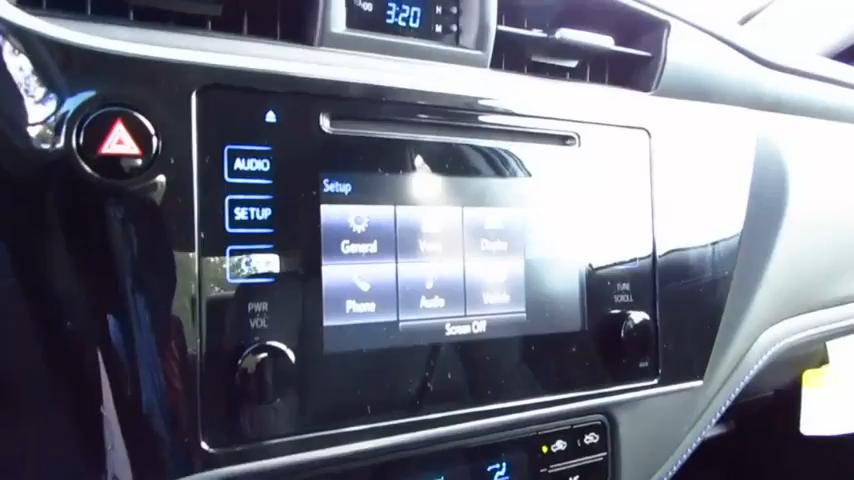 3:20
H
M
AUDIO
SETUP
PWR
VOL
Setup
General
Voice
Display
Phone
Audio
Vehicle
Screen Off
TUNE
SCROLL